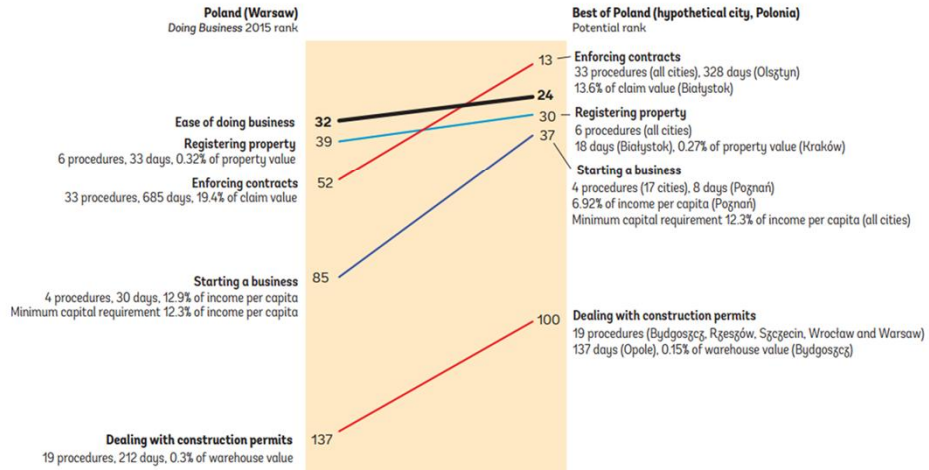 Poland (Warsaw)
Doing Business 2015 rank
Ease of doing business
32
Registering property
39
6 procedures, 33 days, 0.32% of property value
Enforcing contracts
52
33 procedures, 685 days, 19.4% of claim value
Starting a business
85
4 procedures, 30 days, 12.9% of income per capita
Minimum capital requirement 12.3% of income per capita
Dealing with construction permits
137
19 procedures, 212 days, 0.3% of warehouse value
Best of Poland (hypothetical city, Polonia)
Potential rank
13
Enforcing contracts
33 procedures (all cities), 328 days (Olsztyn)
13.6% of claim value (Białystok)
24
30
Registering property
6 procedures (all cities)
18 days (Białystok), 0.27% of property value (Kraków)
37
Starting a business
4 procedures (17 cities), 8 days (Poznań)
6.92% of income per capita (Poznań)
Minimum capital requirement 12.3% of income per capita (all cities)
100
Dealing with construction permits
19 procedures (Bydgoszcz, Rzeszów, Szczecin, Wrocław and Warsaw)
137 days (Opole), 0.15% of warehouse value (Bydgoszcz)